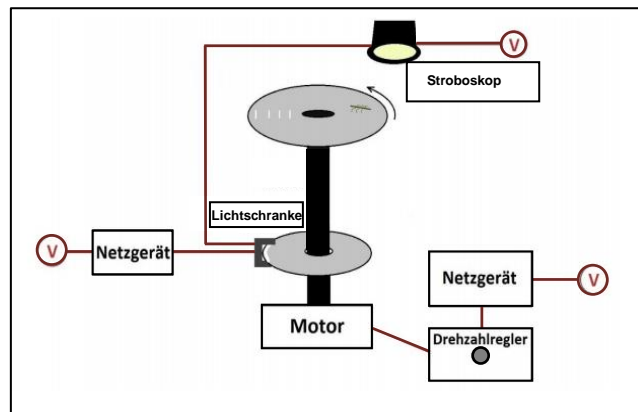 V
Stroboskop
Lichtschranke
V
Netzgerät
Netzgerät
V
Motor
Drehzahlregler